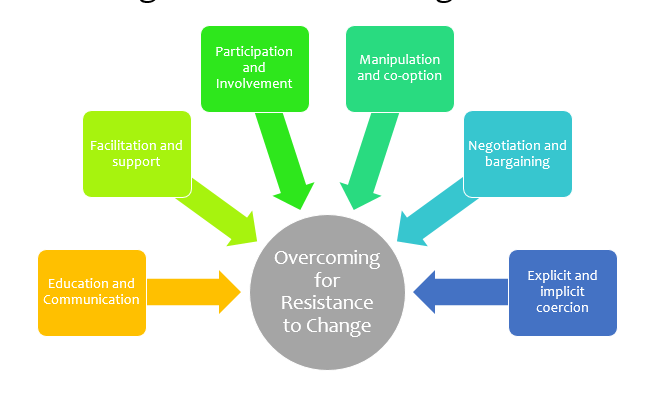 Participation
and
Involvement
Manipulation
and co-option
Facilitation and
support
Negotiation and
bargaining
Education and
Communication
Overcoming
for
Resistance
to Change
Explicit and
implicit
coercion